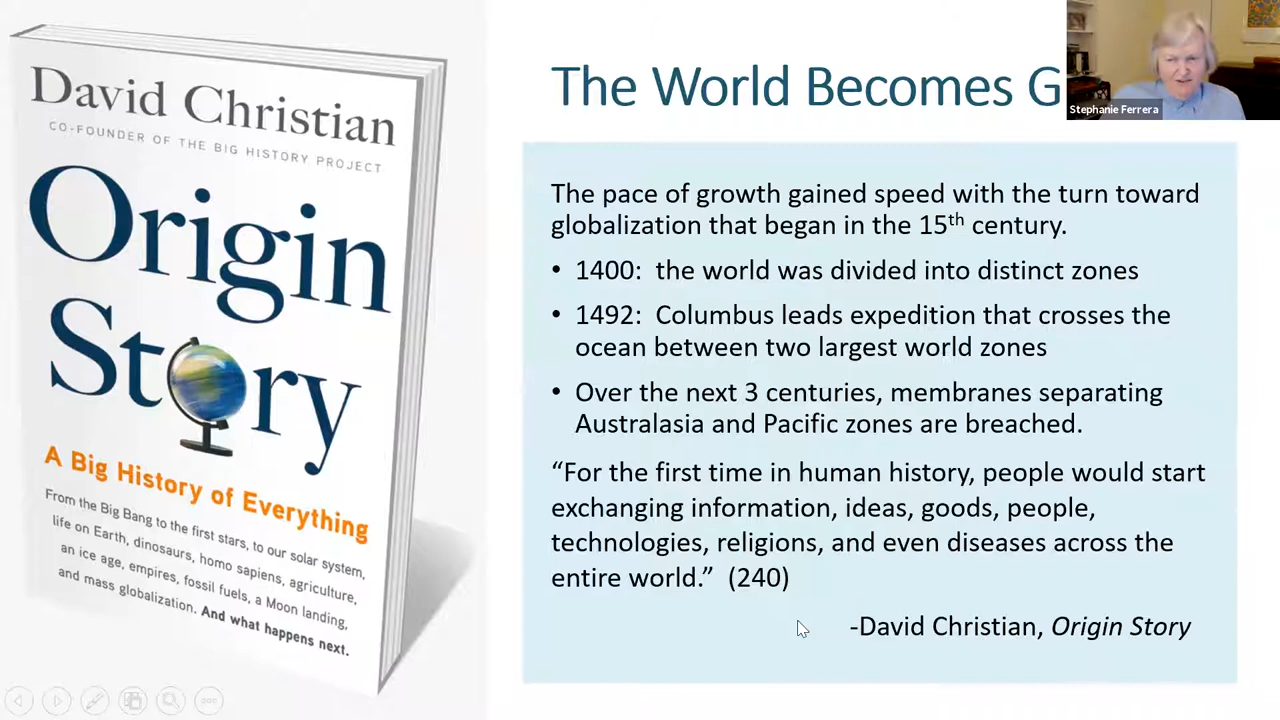 David Christian
CO-FOUNDER OF THE BIG HISTORY PROJECT
Origin
Story
A Big History of Everything
From the Big Bang to the first stars, to our solar system,
life on Earth, dinosaurs, homo sapiens, agriculture,
an ice age, empires, fossil fuels, a Moon landing,
and mass globalization. And what happens next.
The World Becomes G
Stephanie Ferrera
The pace of growth gained speed with the turn toward
globalization that began in the 15th century.
• 1400: the world was divided into distinct zones
• 1492: Columbus leads expedition that crosses the
ocean between two largest world zones
• Over the next 3 centuries, membranes separating
Australasia and Pacific zones are breached.
“For the first time in human history, people would start
exchanging information, ideas, goods, people,
technologies, religions, and even diseases across the
entire world.” (240)
-David Christian, Origin Story